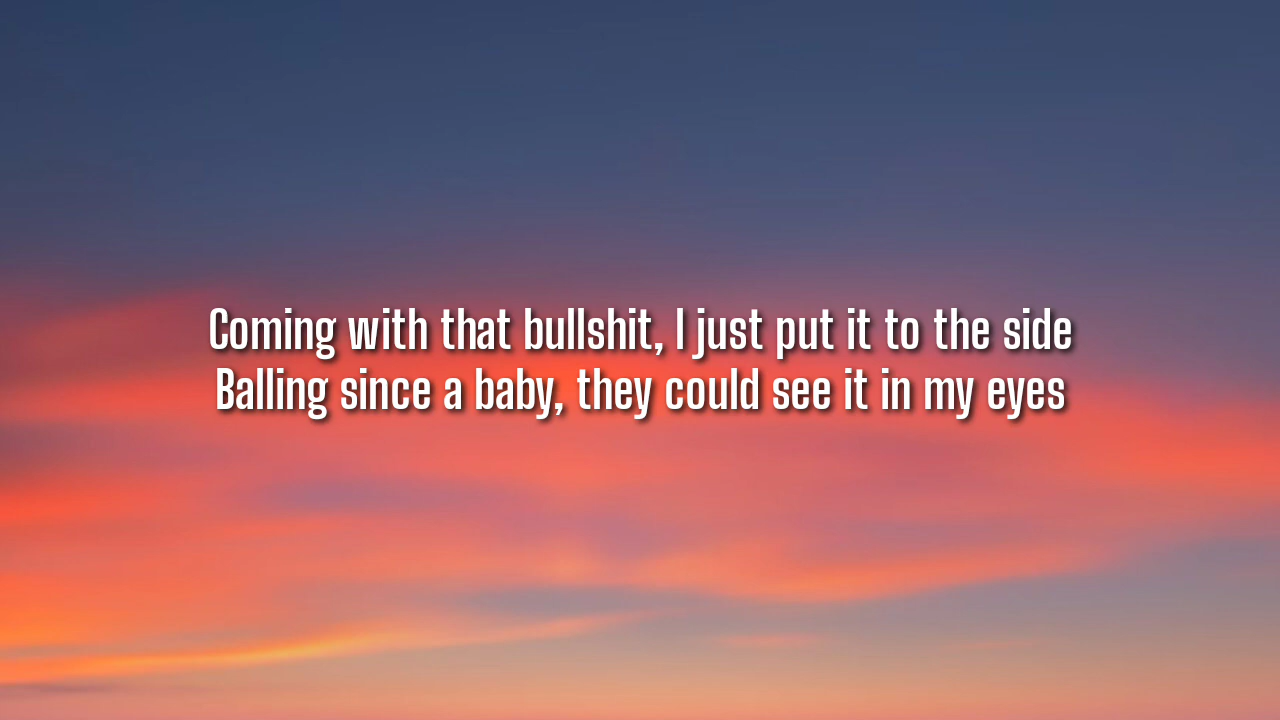 Coming with that bullshit, I just put it to the side
Balling since a baby, they could see it in my eyes